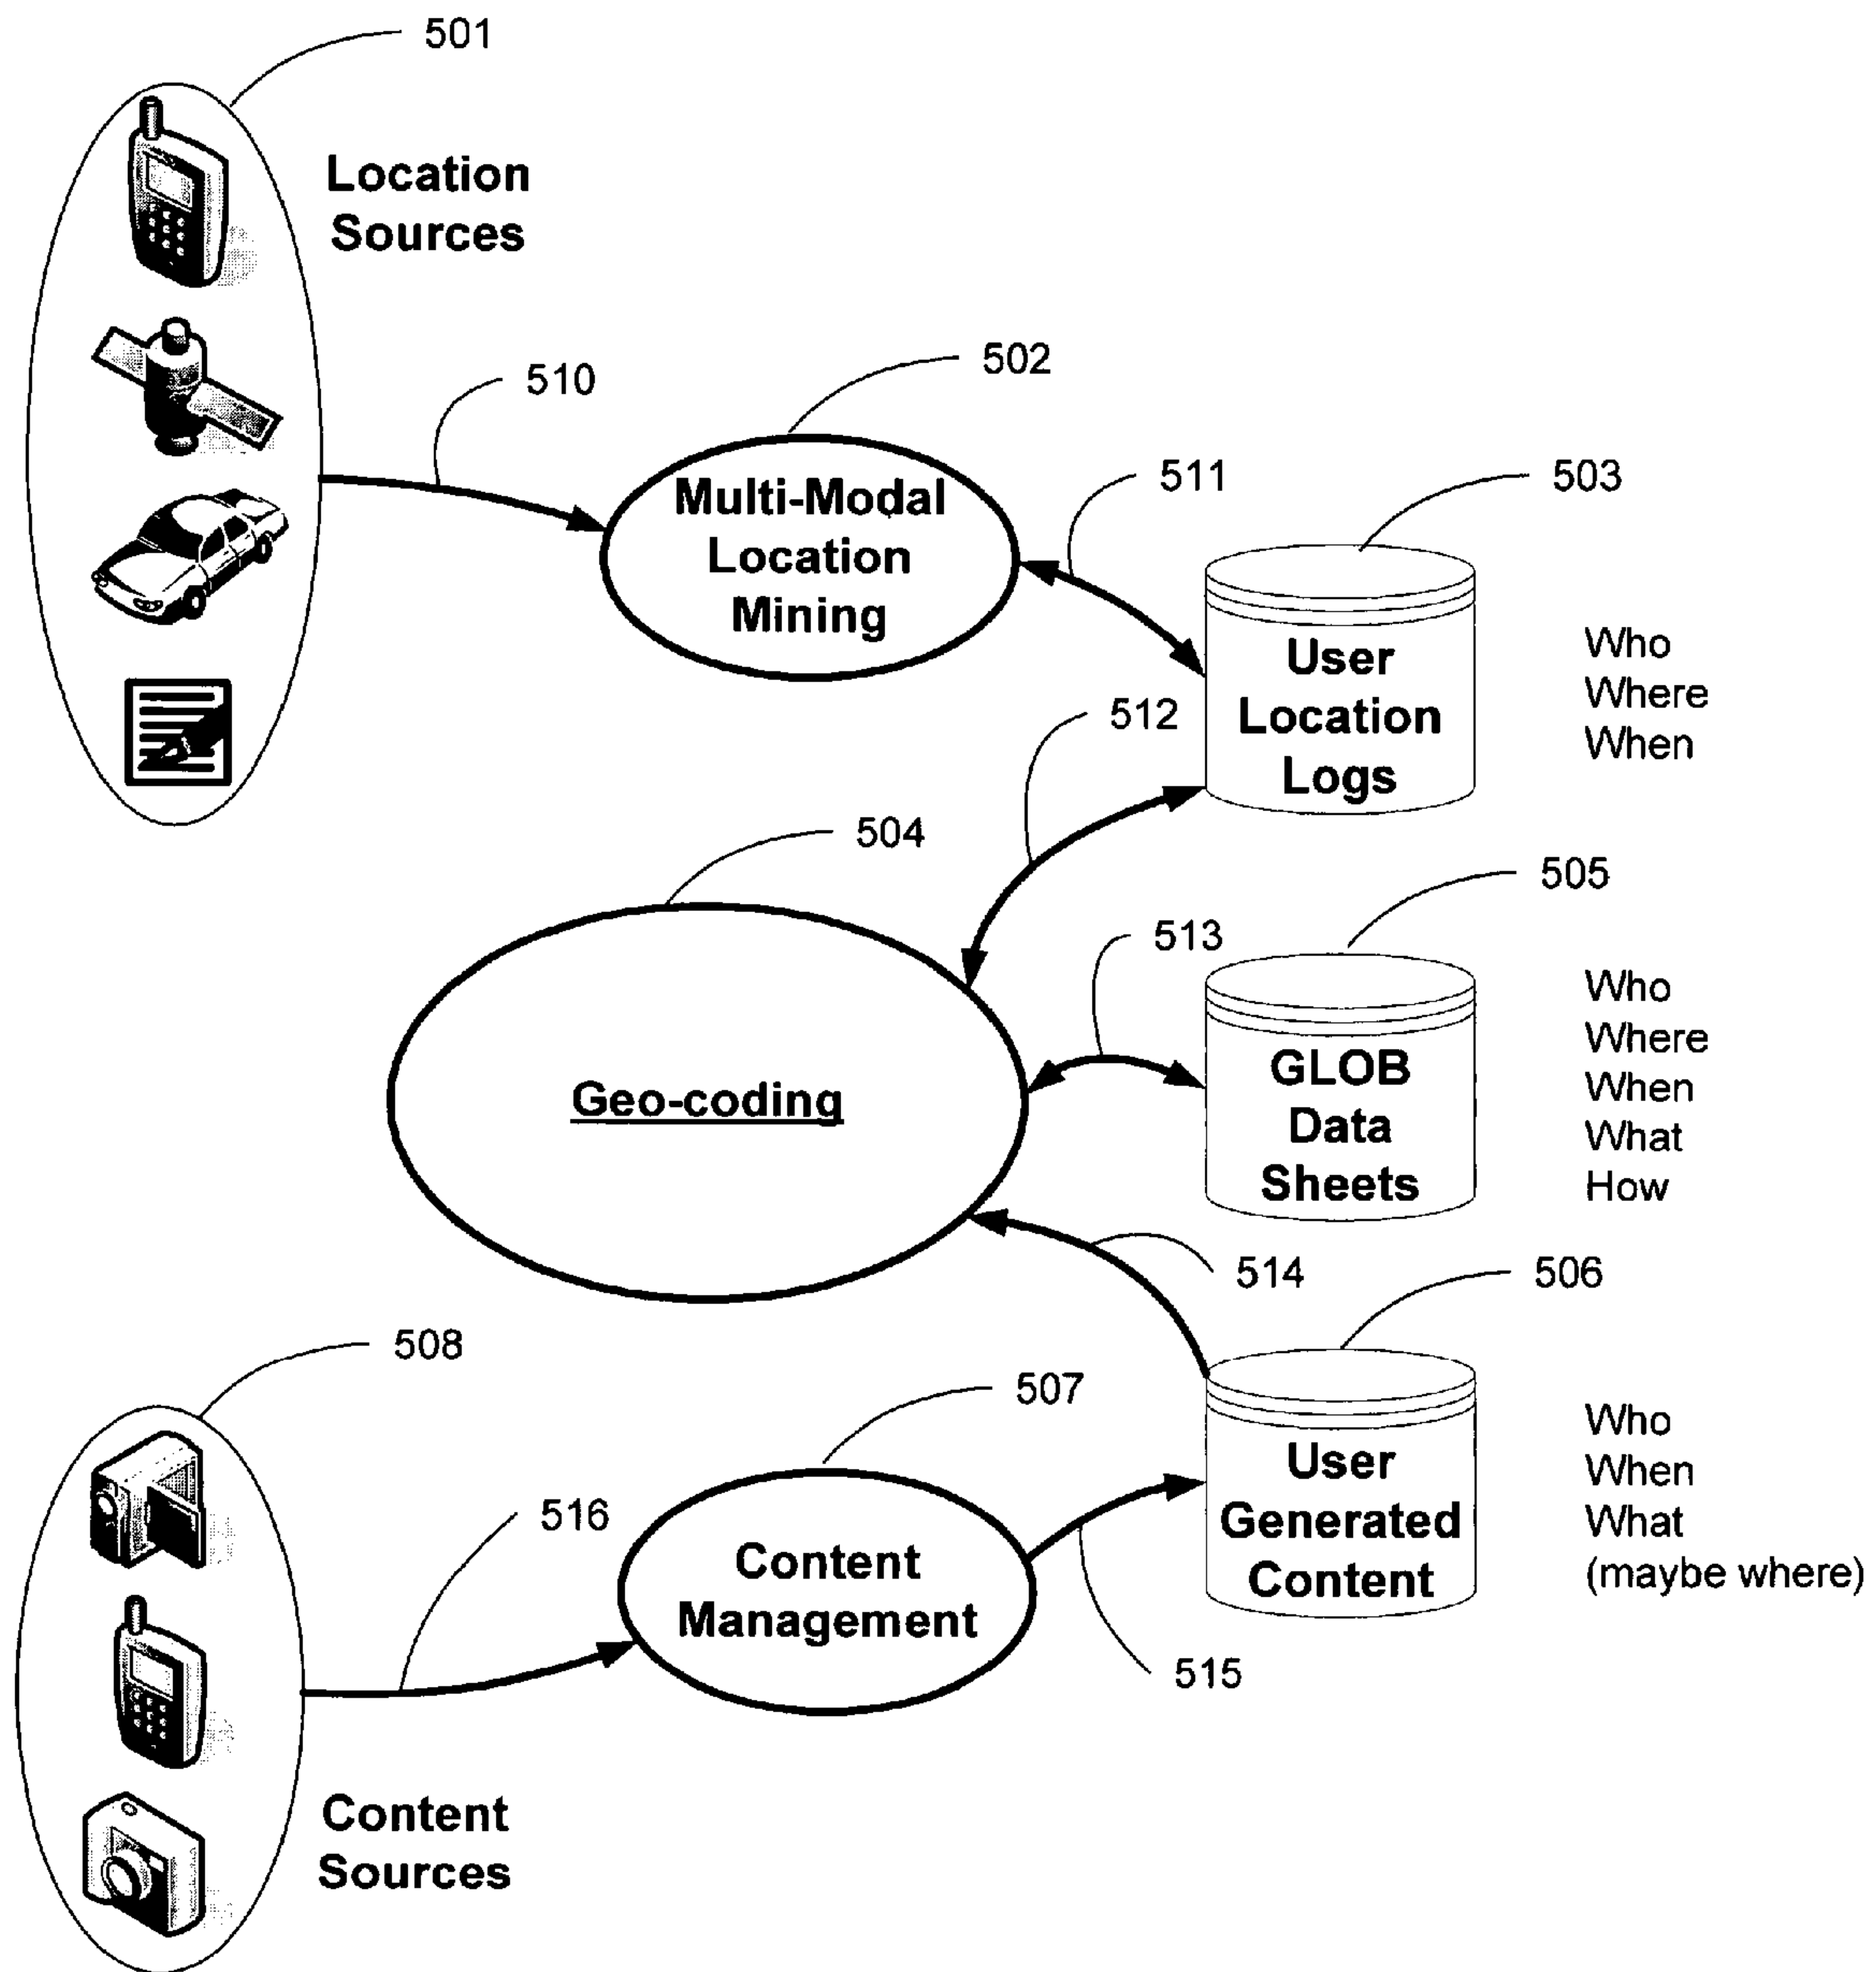 501
Location
Sources
502
510
511
503
Multi-Modal
Location
Mining
User
Location
Logs
Who
Where
When
512
504
505
513
Geo-coding
GLOB
Data
Sheets
Who
Where
When
What
How
514
506
508
507
516
Content
Management
User
Generated
Content
Who
When
What
(maybe where)
515
Content
Sources